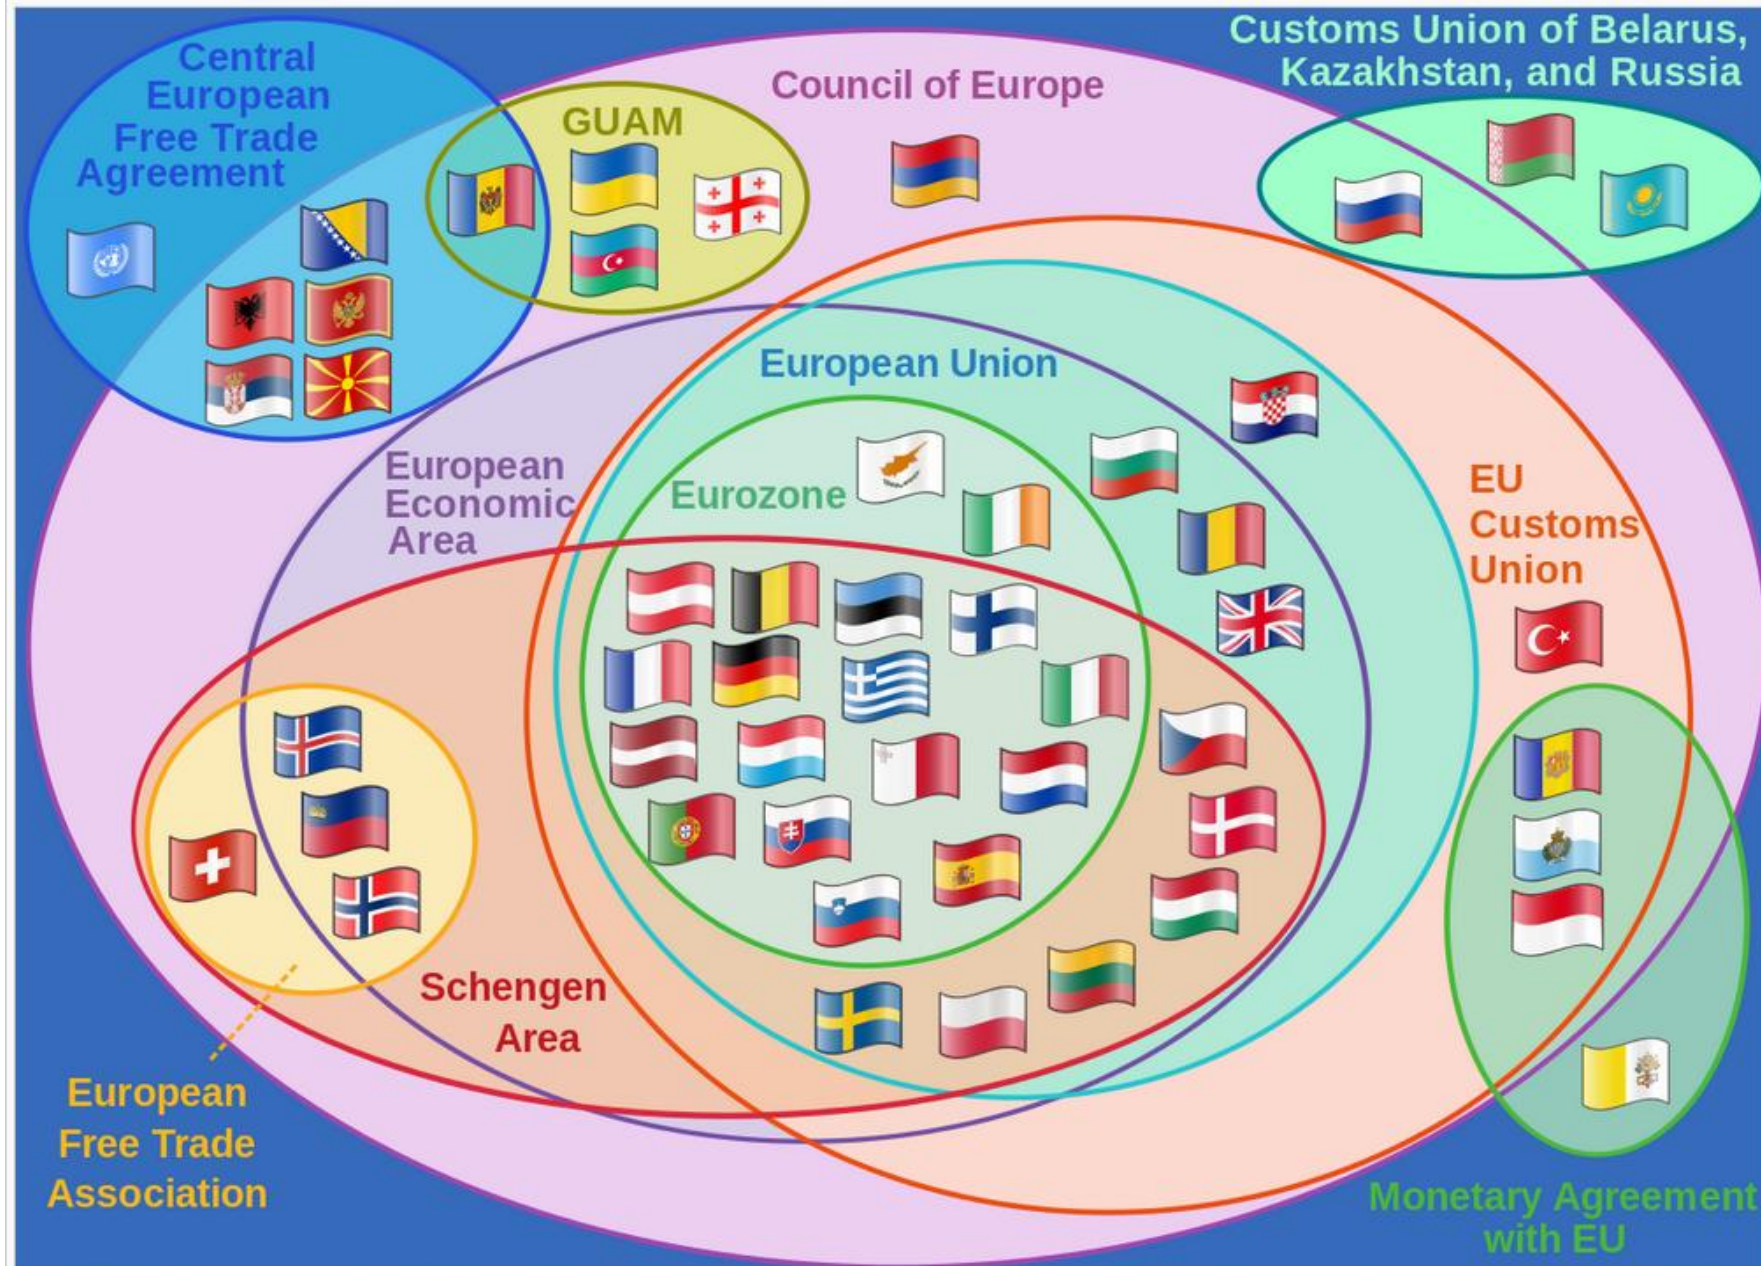 Central
European
Free Trade
Agreement
GUAM
Council of Europe
Customs Union of Belarus,
Kazakhstan, and Russia
European Union
European
Economic
Area
Eurozone
EU
Customs
Union
Schengen
Area
European
Free Trade
Association
Monetary Agreement
with EU